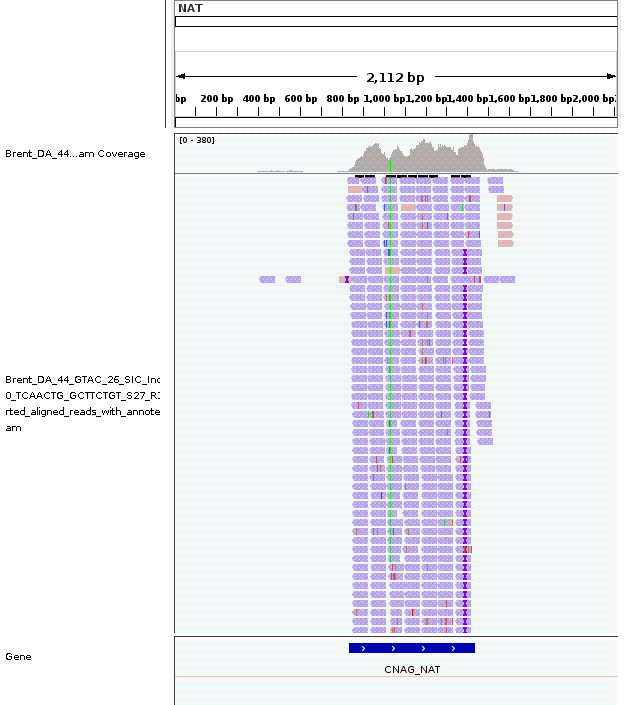 NAT
2,112 bp
bp 200 bp 400 bp 600 bp 800 bp 1,000 bp 1,200 bp 1,400 bp 1,600 bp 1,800 bp 2,000 bp
[0 - 380]
Brent_DA_44...am Coverage
Brent_DA_44_GTAC_26_SIC_Inc
0_TCAACTG_GCTTCTGT_S27_R1
rted_aligned_reads_with_annote
am
Gene
CNAG_NAT